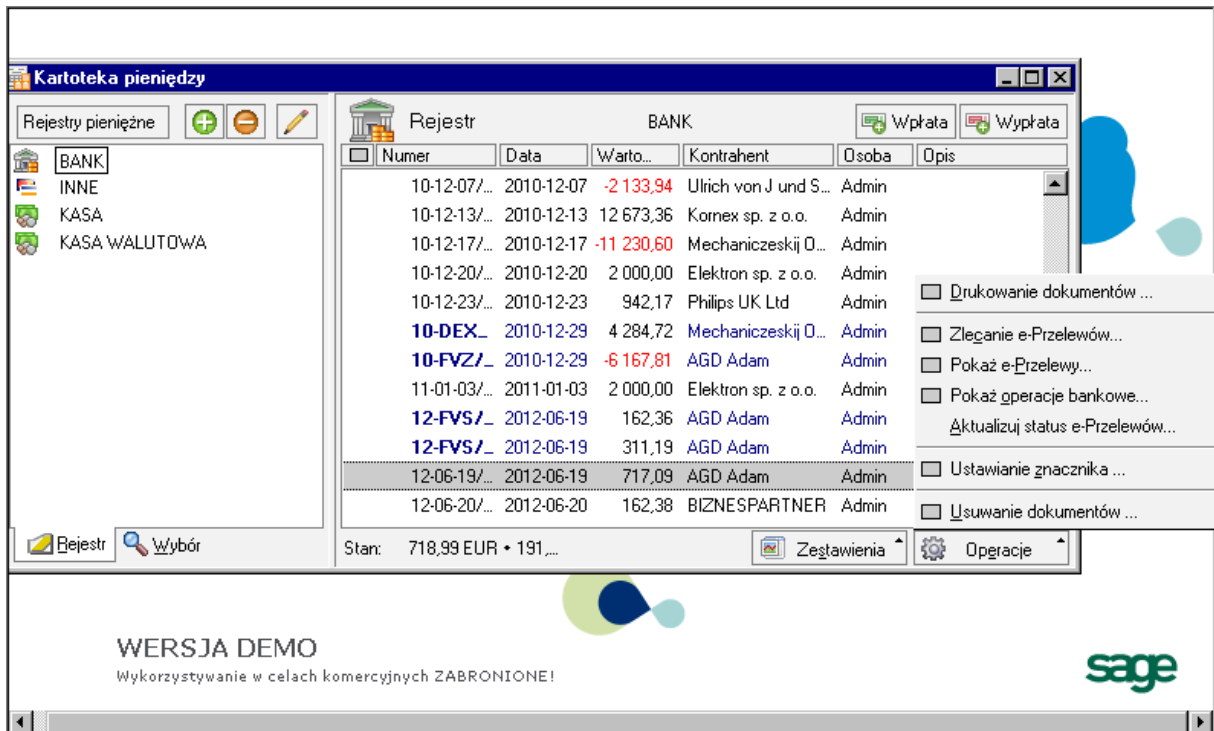 Kartoteka pieniędzy
Rejestry pieniężne
Rejestr BANK Wpłata Wypłata
BANK
INNE
KASA
KASA WALUTOWA
Numer Data Warto... Kontrahent Osoba Opis
10-12-07/... 2010-12-07 -2 133,94 Ulrich von J und S... Admin
10-12-13/... 2010-12-13 12 673,36 Kornex sp. z o.o. Admin
10-12-17/... 2010-12-17 -11 230,60 Mechaniczeskij O... Admin
10-12-20/... 2010-12-20 2 000,00 Elektron sp. z o.o. Admin
10-12-23/... 2010-12-23 942,17 Philips UK Ltd Admin
10-DEX... 2010-12-29 4 284,72 Mechaniczeskij O... Admin
10-FVZ/... 2010-12-29 -6 167,81 AGD Adam Admin
11-01-03/... 2011-01-03 2 000,00 Elektron sp. z o.o. Admin
12-FVS/... 2012-06-19 162,36 AGD Adam Admin
12-FVS/... 2012-06-19 311,19 AGD Adam Admin
12-06-19/... 2012-06-19 717,09 AGD Adam Admin
12-06-20/... 2012-06-20 162,38 BIZNESPARTNER Admin
Drukowanie dokumentów ...
Zlecanie e-Przelewów...
Pokaż e-Przelewy...
Pokaż operacje bankowe...
Aktualizuj status e-Przelewów...
Ustawianie znacznika ...
Usuwanie dokumentów ...
Rejestr Wybór
Stan: 718,99 EUR • 191,... Zestawienia Operacje
WERSJA DEMO
Wykorzystywanie w celach komercyjnych ZABRONIONE!
sage